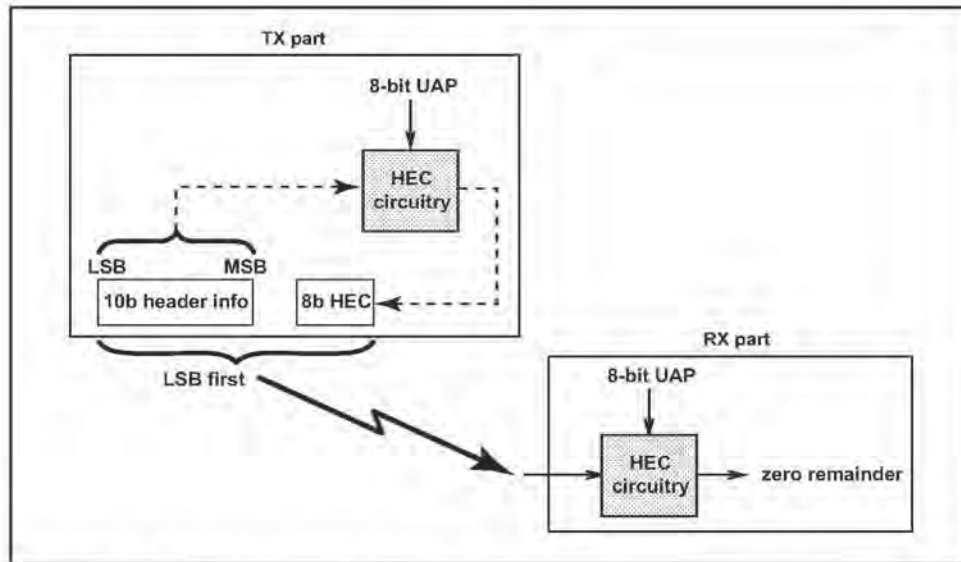 TX part
8-bit UAP
HEC
circuitry
LSB
MSB
10b header info
8b HEC
LSB first
RX part
8-bit UAP
HEC
circuitry
zero remainder